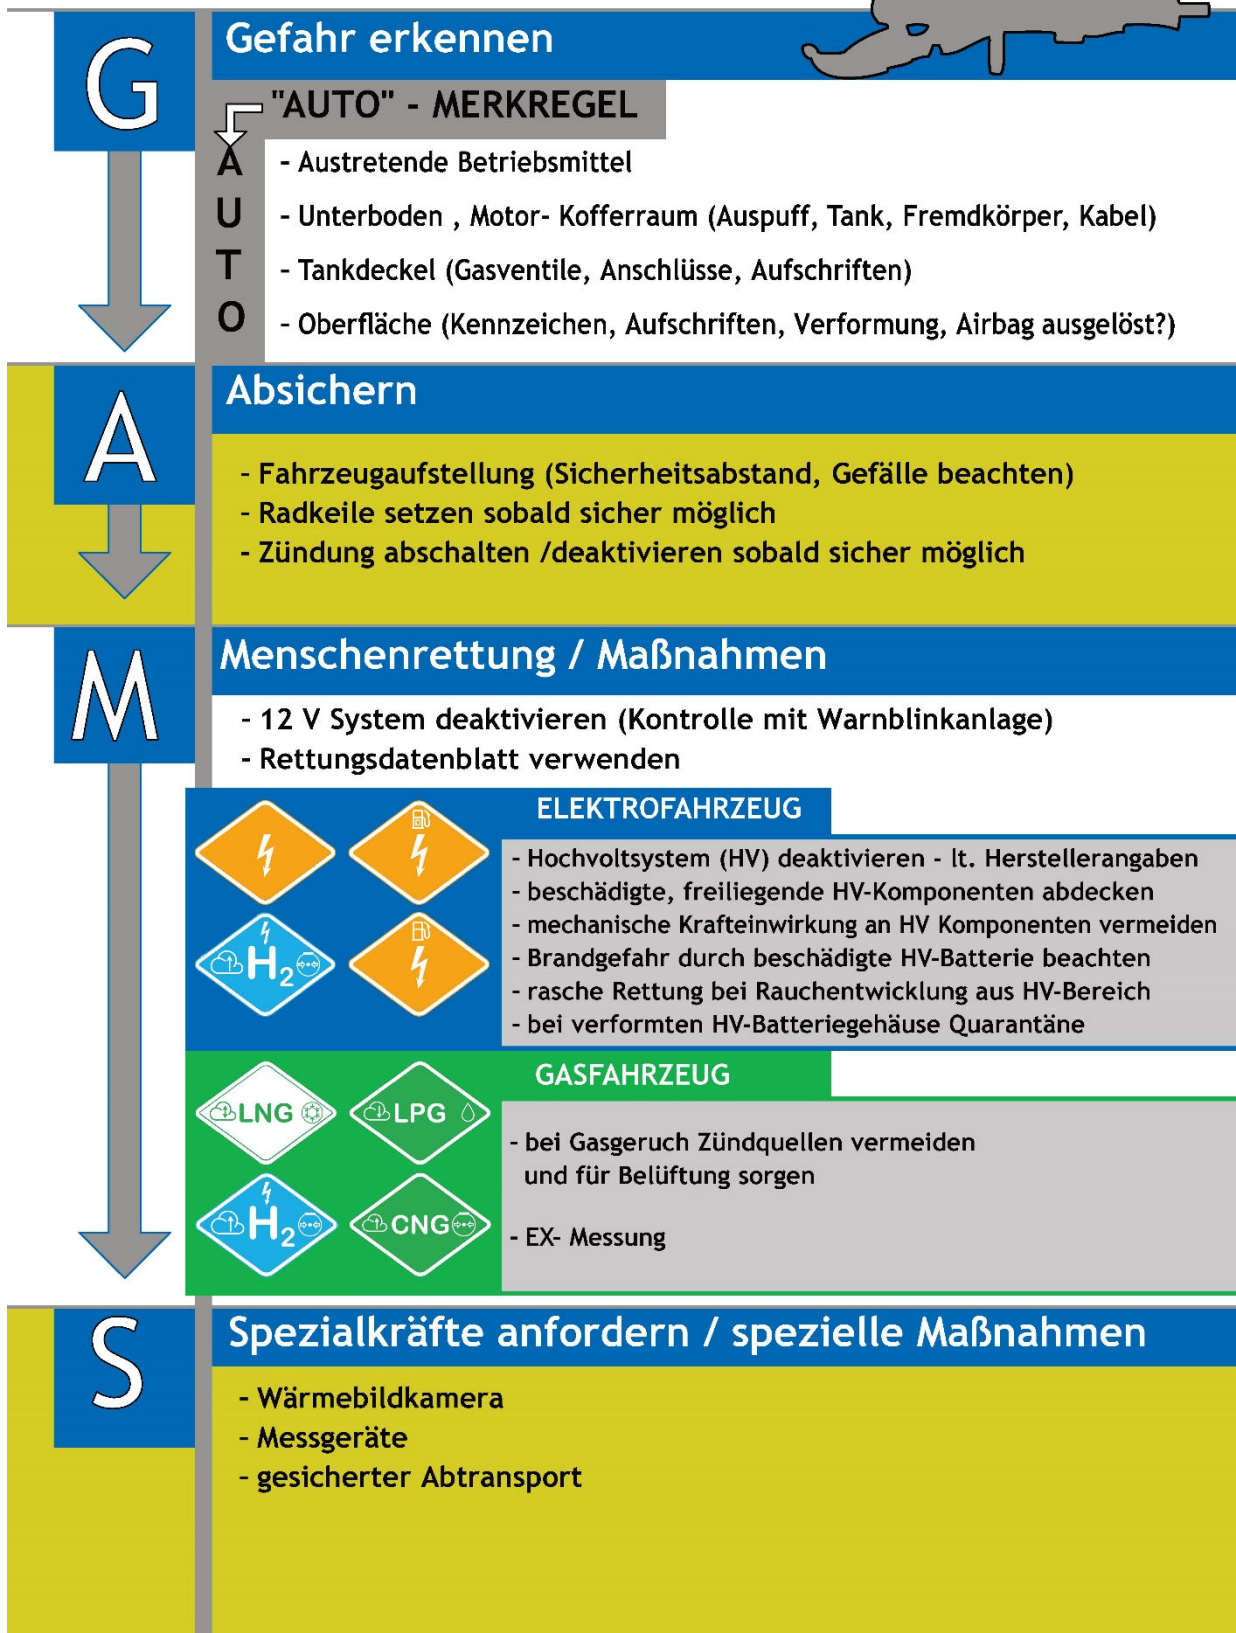 G
Gefahr erkennen
"AUTO" - MERKREGEL
A - Austretende Betriebsmittel
U - Unterboden , Motor- Kofferraum (Auspuff, Tank, Fremdkörper, Kabel)
T - Tankdeckel (Gasventile, Anschlüsse, Aufschriften)
O - Oberfläche (Kennzeichen, Aufschriften, Verformung, Airbag ausgelöst?)
A
Absichern
- Fahrzeugaufstellung (Sicherheitsabstand, Gefälle beachten)
- Radkeile setzen sobald sicher möglich
- Zündung abschalten /deaktivieren sobald sicher möglich
M
Menschenrettung / Maßnahmen
- 12 V System deaktivieren (Kontrolle mit Warnblinkanlage)
- Rettungsdatenblatt verwenden
ELEKTROFAHRZEUG
H2
- Hochvoltsystem (HV) deaktivieren - lt. Herstellerangaben
- beschädigte, freiliegende HV-Komponenten abdecken
- mechanische Krafteinwirkung an HV Komponenten vermeiden
- Brandgefahr durch beschädigte HV-Batterie beachten
- rasche Rettung bei Rauchentwicklung aus HV-Bereich
- bei verformten HV-Batteriegehäuse Quarantäne
GASFAHRZEUG
LNG
LPG
H2
CNG
- bei Gasgeruch Zündquellen vermeiden
und für Belüftung sorgen
- EX- Messung
S
Spezialkräfte anfordern / spezielle Maßnahmen
- Wärmebildkamera
- Messgeräte
- gesicherter Abtransport